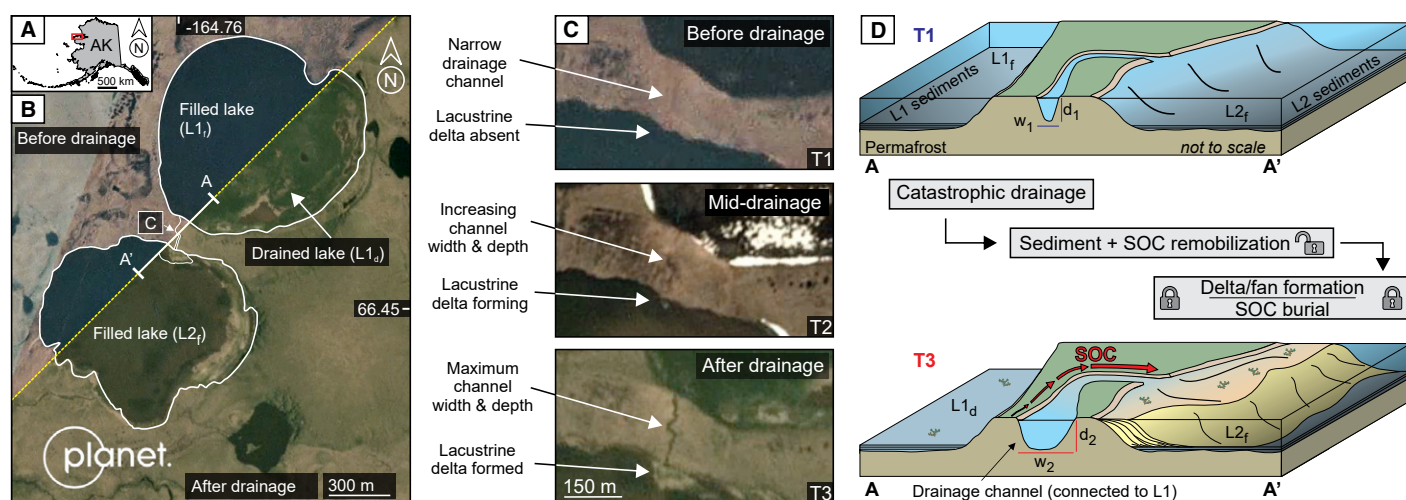 A
AK
N
500 km
-164.76
B
Before drainage
Filled lake
(L1f)
N
A
C
Drained lake (L1d)
A'
66.45
Filled lake (L2f)
planet.
After drainage
300 m
C
Narrow
drainage
channel
Lacustrine
delta absent
Before drainage
T1
Increasing
channel
width & depth
Lacustrine
delta forming
Mid-drainage
T2
Maximum
channel
width & depth
Lacustrine
delta formed
After drainage
150 m
T3
D
T1
L1f
L1 sediments
w1
d1
L2f
L2 sediments
Permafrost
not to scale
A
A'
Catastrophic drainage
Sediment + SOC remobilization
Delta/fan formation
SOC burial
T3
SOC
L1d
d2
w2
L2f
A
Drainage channel (connected to L1)
A'